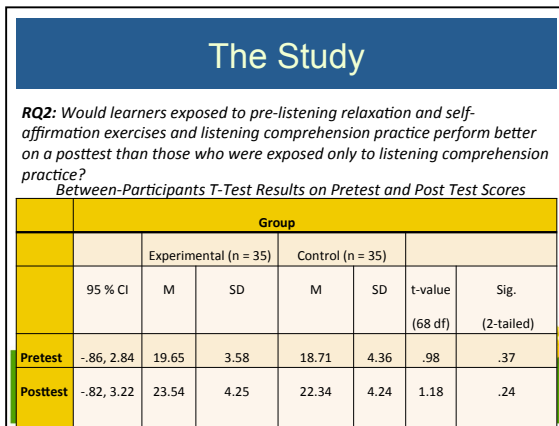 The Study
RQ2: Would learners exposed to pre-listening relaxation and self-
affirmation exercises and listening comprehension practice perform better
on a posttest than those who were exposed only to listening comprehension
practice?
Between-Participants T-Test Results on Pretest and Post Test Scores
Group
Experimental (n = 35) Control (n = 35)
95 % CI M SD M SD t-value Sig.
(68 df) (2-tailed)
Pretest -.86, 2.84 19.65 3.58 18.71 4.36 .98 .37
Posttest -.82, 3.22 23.54 4.25 22.34 4.24 1.18 .24